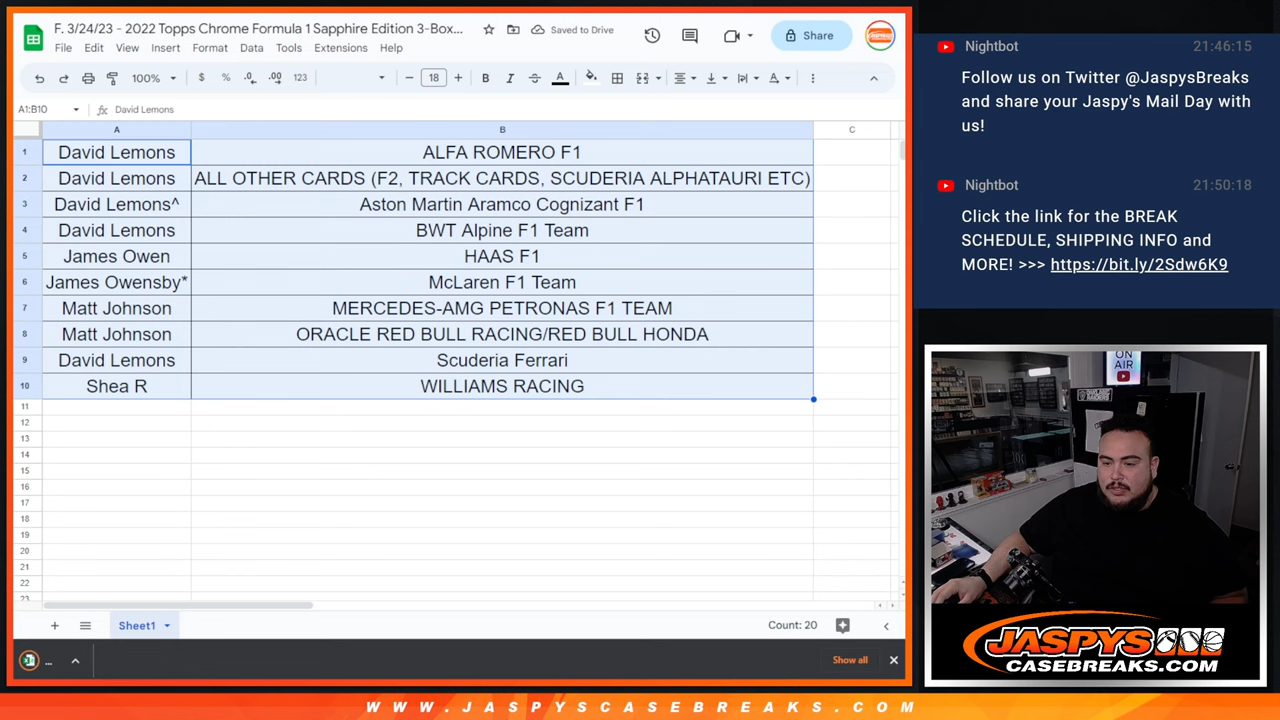 F. 3/24/23 - 2022 Topps Chrome Formula 1 Sapphire Edition 3-Box...
Saved to Drive
Share
File Edit View Insert Format Data Tools Extensions Help
100% $ % .0 .00 123 18 B I A
A1:B10 fx David Lemons
A B C
1 David Lemons ALFA ROMERO F1
2 David Lemons ALL OTHER CARDS (F2, TRACK CARDS, SCUDERIA ALPHATAURI ETC)
3 David Lemons^ Aston Martin Aramco Cognizant F1
4 David Lemons BWT Alpine F1 Team
5 James Owen HAAS F1
6 James Owensby* McLaren F1 Team
7 Matt Johnson MERCEDES-AMG PETRONAS F1 TEAM
8 Matt Johnson ORACLE RED BULL RACING/RED BULL HONDA
9 David Lemons Scuderia Ferrari
10 Shea R WILLIAMS RACING
11
12
13
14
15
16
17
18
19
20
21
22
23
Sheet1
Count: 20
...
Show all
Nightbot 21:46:15
Follow us on Twitter @JaspysBreaks
and share your Jaspy's Mail Day with
us!
Nightbot 21:50:18
Click the link for the BREAK
SCHEDULE, SHIPPING INFO and
MORE! >>> https://bit.ly/2Sdw6K9
ON
AIR
JASPYS
CASEBREAKS.COM
WWW.JASPYSCASEBREAKS.COM